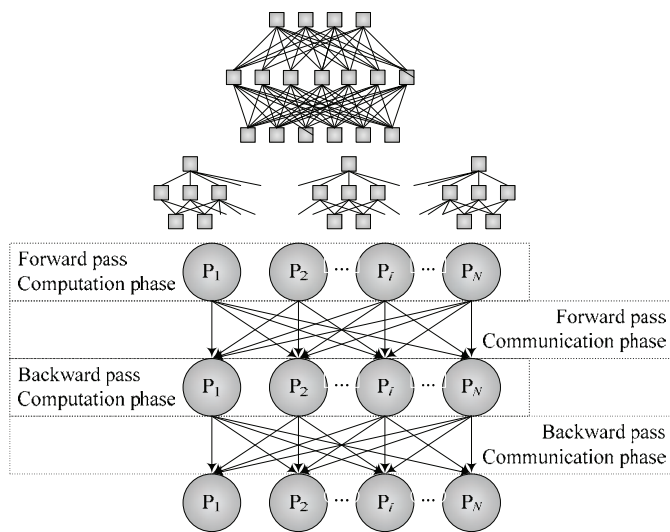 Forward pass
Computation phase
P1 P2 ... Pi ... PN
Forward pass
Communication phase
Backward pass
Computation phase
P1 P2 ... Pi ... PN
Backward pass
Communication phase
P1 P2 ... Pi ... PN